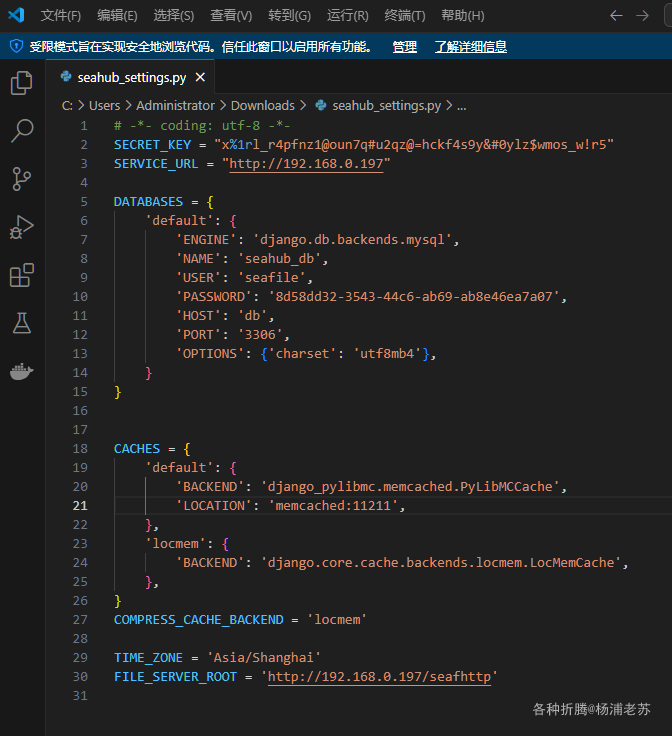 文件(F) 编辑(E) 选择(S) 查看(V) 转到(G) 运行(R) 终端(T) 帮助(H)
受限模式旨在实现安全地浏览代码。信任此窗口以启用所有功能。 管理 了解详细信息
seahub_settings.py
C: > Users > Administrator > Downloads > seahub_settings.py > ...
1 # -*- coding: utf-8 -*-
2 SECRET_KEY = "x%1rl_r4pfnz1@oun7q#u2qz@=hckf4s9y&#0ylz$wmos_w!r5"
3 SERVICE_URL = "http://192.168.0.197"
4
5 DATABASES = {
6 'default': {
7 'ENGINE': 'django.db.backends.mysql',
8 'NAME': 'seahub_db',
9 'USER': 'seafile',
10 'PASSWORD': '8d58dd32-3543-44c6-ab69-ab8e46ea7a07',
11 'HOST': 'db',
12 'PORT': '3306',
13 'OPTIONS': {'charset': 'utf8mb4'},
14 }
15 }
16
17
18 CACHES = {
19 'default': {
20 'BACKEND': 'django_pylibmc.memcached.PyLibMCCache',
21 'LOCATION': 'memcached:11211',
22 },
23 'locmem': {
24 'BACKEND': 'django.core.cache.backends.locmem.LocMemCache',
25 },
26 }
27 COMPRESS_CACHE_BACKEND = 'locmem'
28
29 TIME_ZONE = 'Asia/Shanghai'
30 FILE_SERVER_ROOT = 'http://192.168.0.197/seafhttp'
31
各种折腾@杨浦老苏